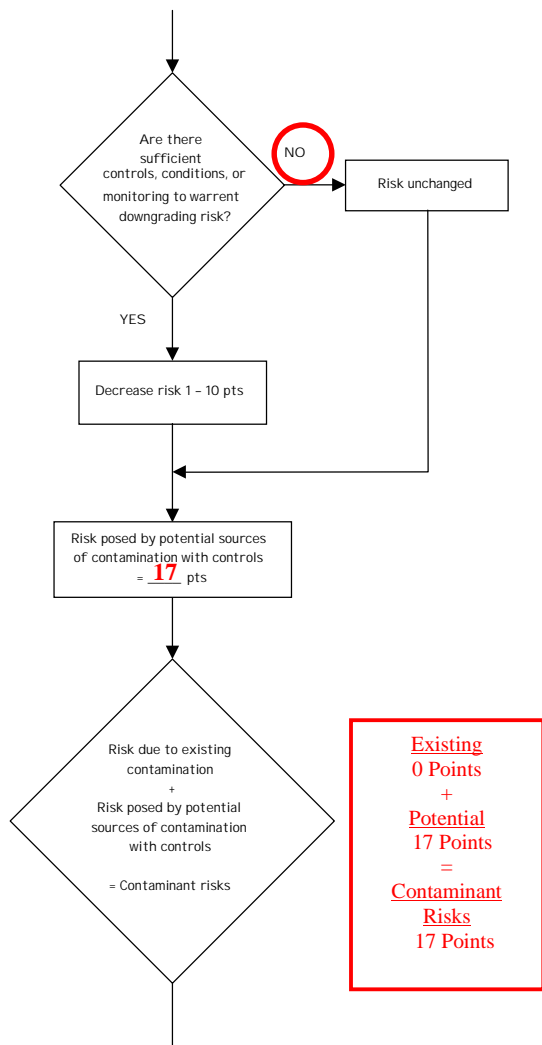 Are there
sufficient
controls, conditions, or
monitoring to warrent
downgrading risk?
NO
Risk unchanged
YES
Decrease risk 1 – 10 pts
Risk posed by potential sources
of contamination with controls
= 17 pts
Risk due to existing
contamination
+
Risk posed by potential
sources of contamination
with controls
= Contaminant risks
Existing
0 Points
+
Potential
17 Points
=
Contaminant
Risks
17 Points